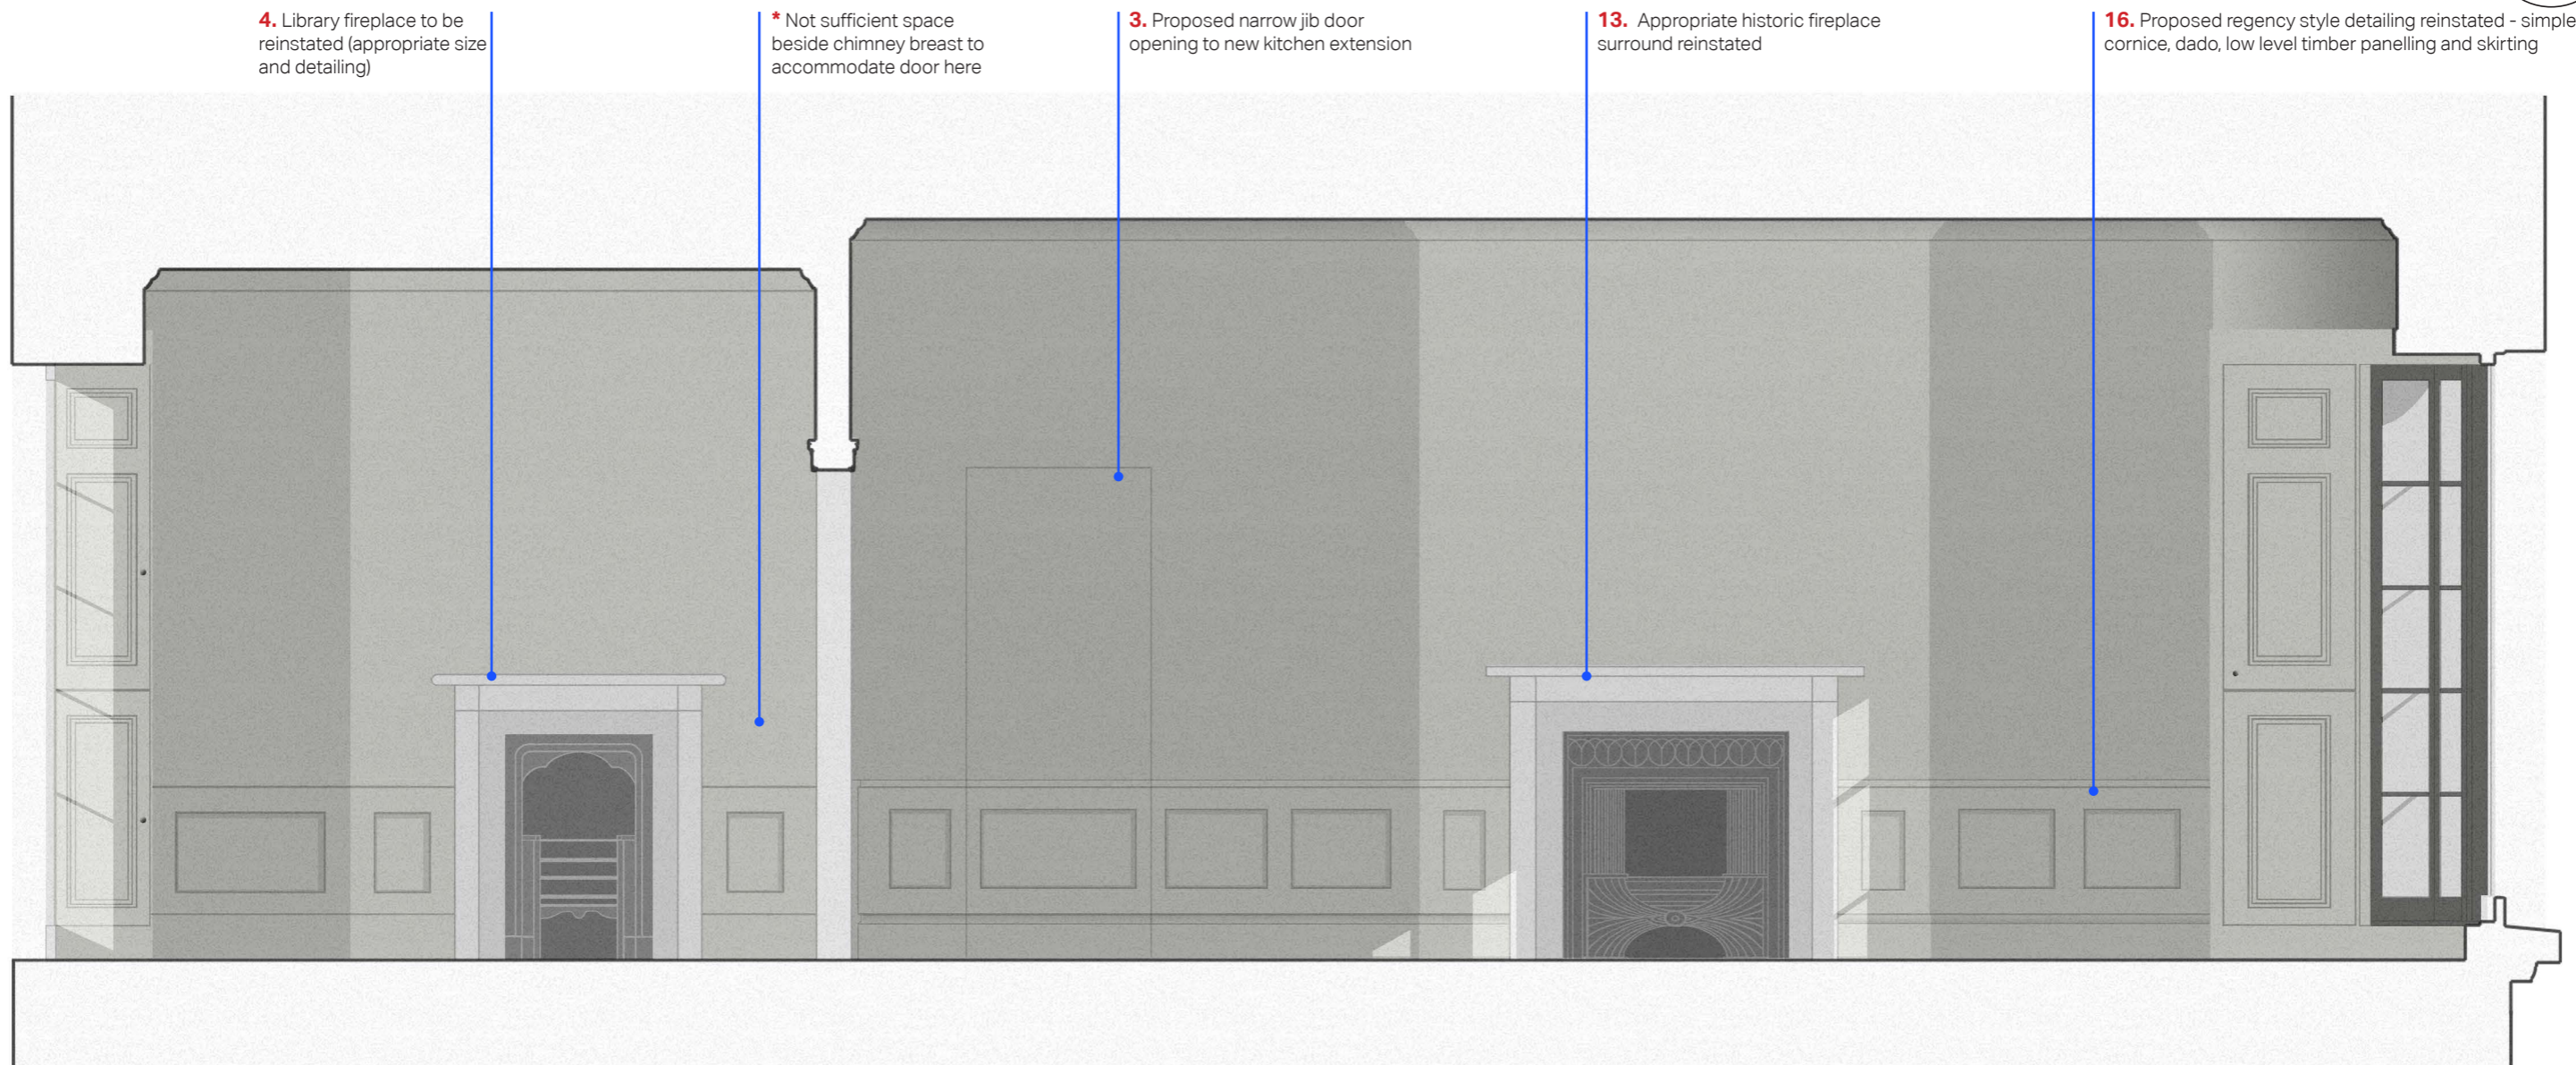 4. Library fireplace to be
reinstated (appropriate size
and detailing)
* Not sufficient space
beside chimney breast to
accommodate door here
3. Proposed narrow jib door
opening to new kitchen extension
13. Appropriate historic fireplace
surround reinstated
16. Proposed regency style detailing reinstated - simple
cornice, dado, low level timber panelling and skirting